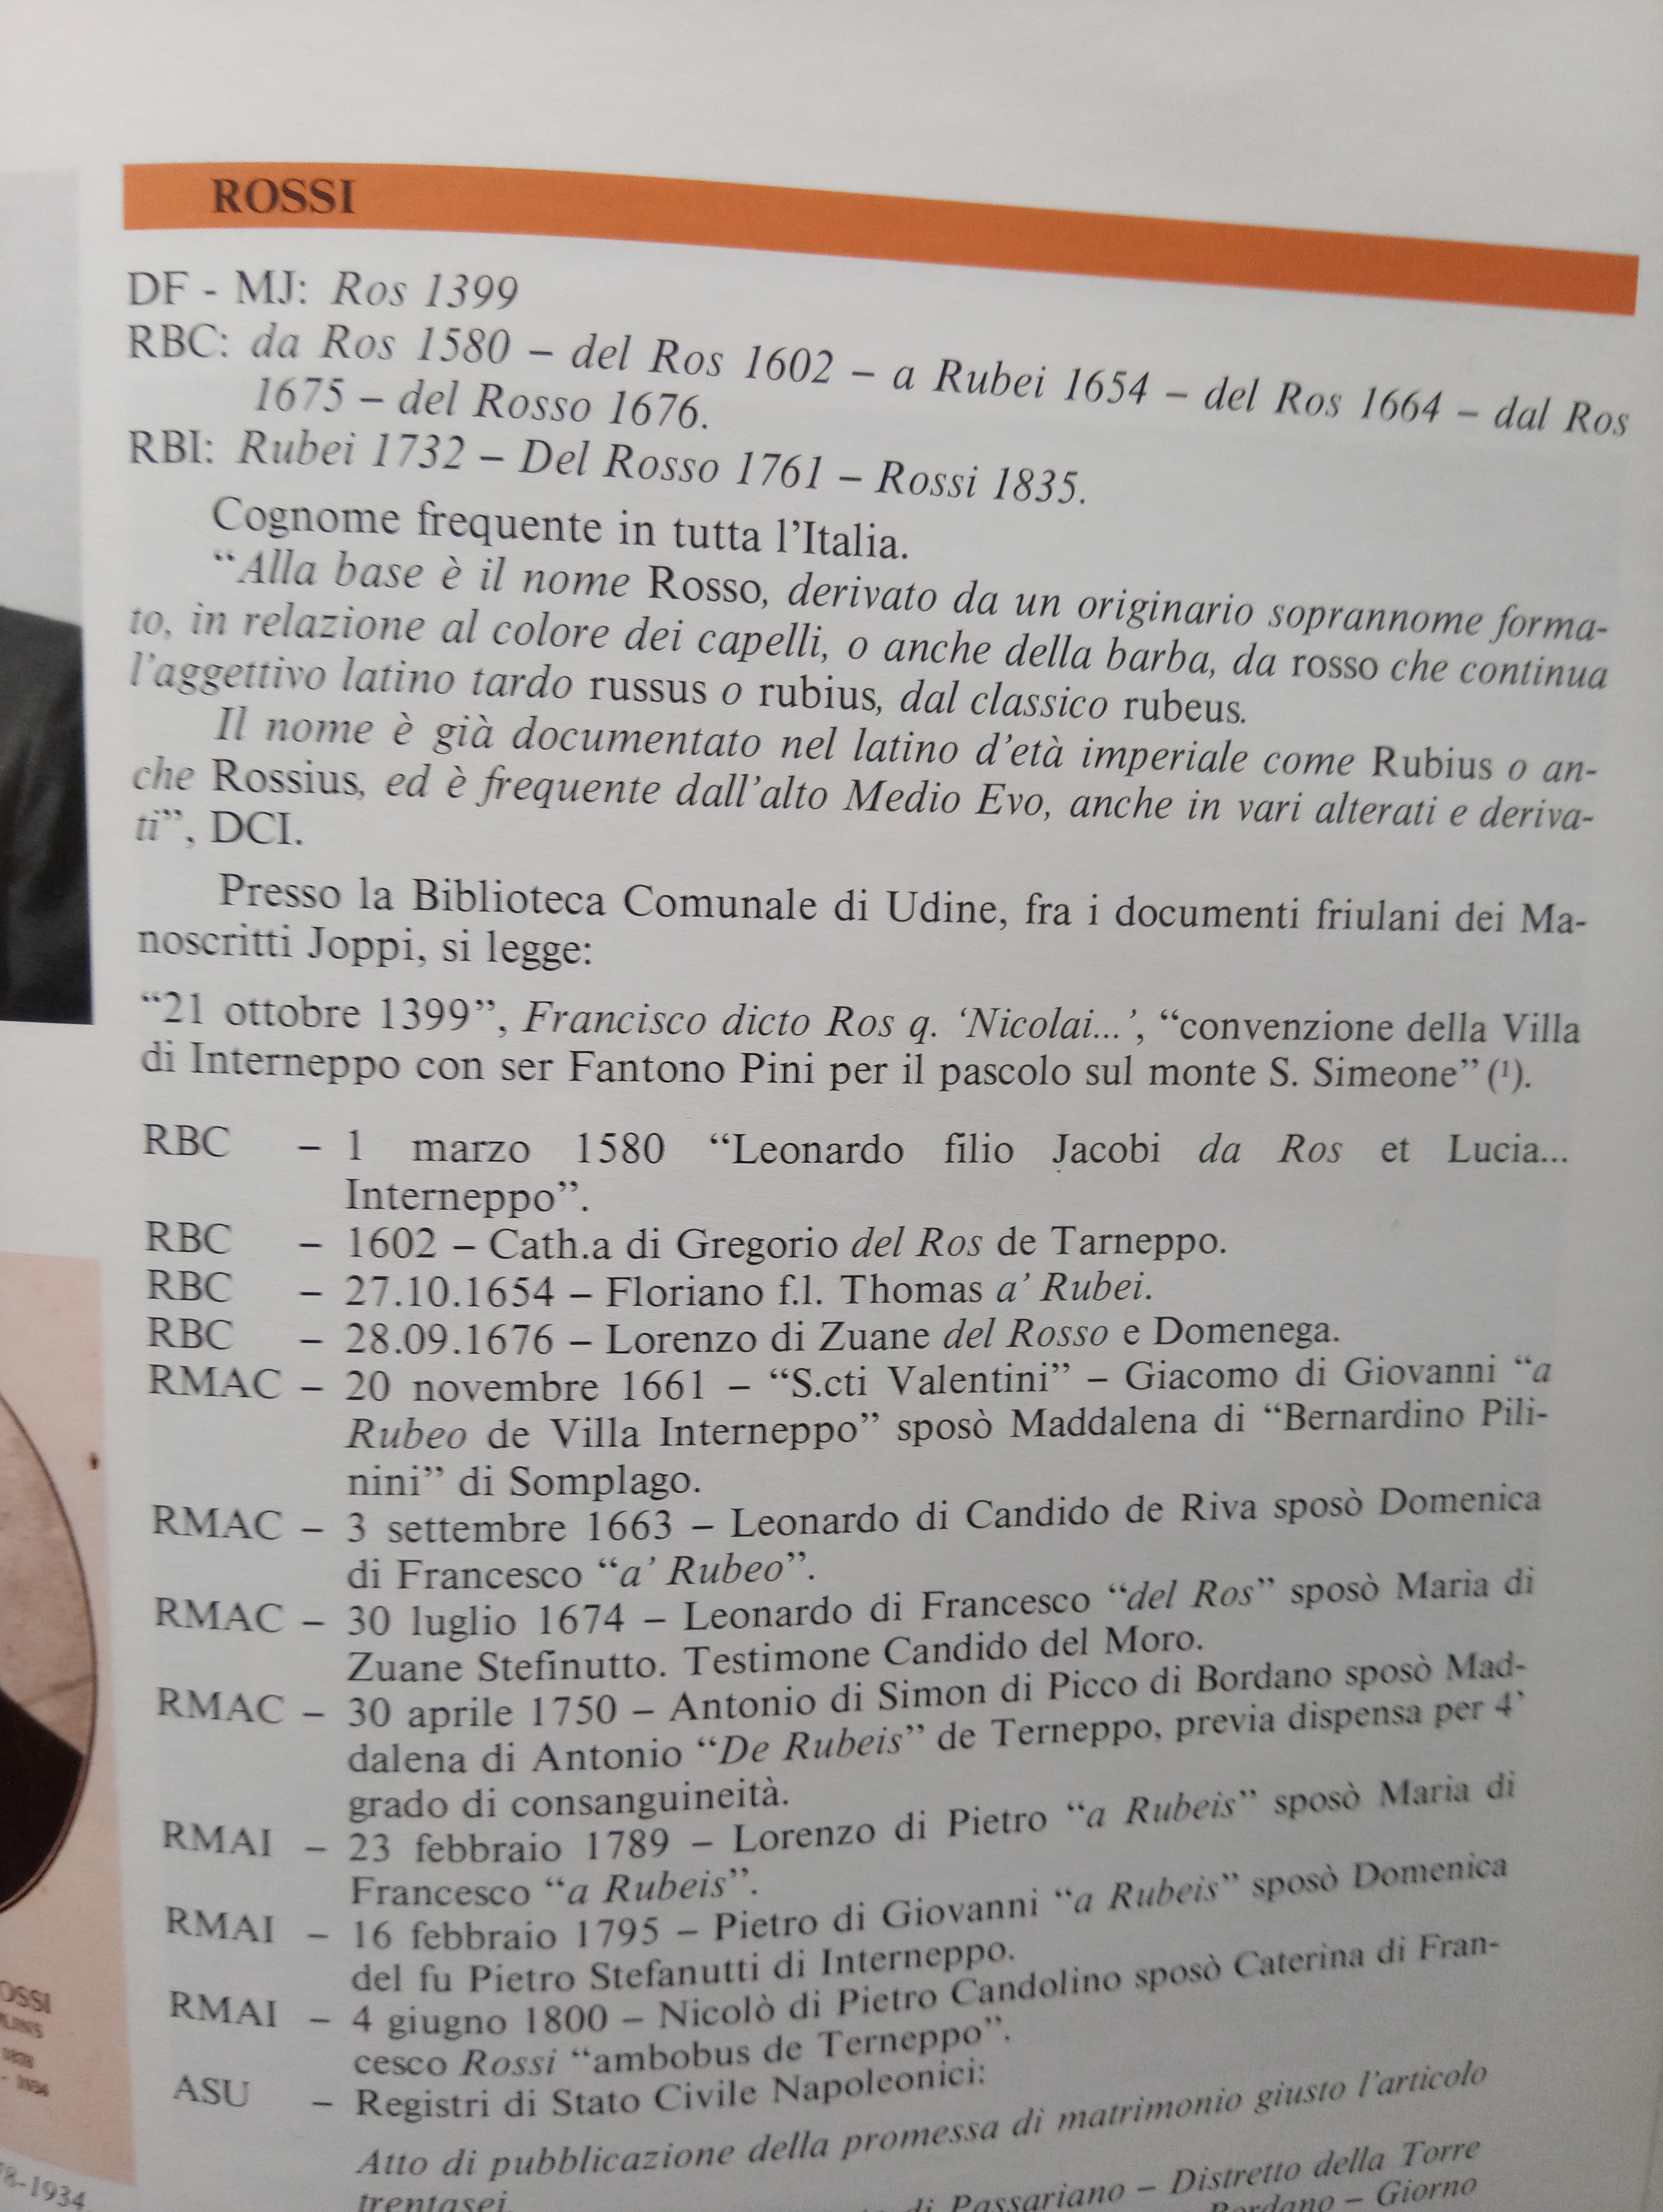 ROSSI
DF - MJ: Ros 1399
RBC: da Ros 1580 – del Ros 1602 – a Rubei 1654 – del Ros 1664 – dal Ros
1675 – del Rosso 1676.
RBI: Rubei 1732 – Del Rosso 1761 – Rossi 1835.
Cognome frequente in tutta l'Italia.
“Alla base è il nome Rosso, derivato da un originario soprannome forma-
to, in relazione al colore dei capelli, o anche della barba, da rosso che continua
l'aggettivo latino tardo russus o rubius, dal classico rubeus.
Il nome è già documentato nel latino d'età imperiale come Rubius o an-
che Rossius, ed è frequente dall'alto Medio Evo, anche in vari alterati e deriva-
ti”, DCI.
Presso la Biblioteca Comunale di Udine, fra i documenti friulani dei Ma-
noscritti Joppi, si legge:
“21 ottobre 1399”, Francisco dicto Ros q. ‘Nicolai...’, “convenzione della Villa
di Interneppo con ser Fantono Pini per il pascolo sul monte S. Simeone” (¹).
RBC – 1 marzo 1580 “Leonardo filio Jacobi da Ros et Lucia...
Interneppo”.
RBC – 1602 – Cath.a di Gregorio del Ros de Tarneppo.
RBC – 27.10.1654 – Floriano f.l. Thomas a' Rubei.
RBC – 28.09.1676 – Lorenzo di Zuane del Rosso e Domenega.
RMAC – 20 novembre 1661 – “S.cti Valentini” – Giacomo di Giovanni “a
Rubeo de Villa Interneppo” sposò Maddalena di “Bernardino Pili-
nini” di Somplago.
RMAC – 3 settembre 1663 – Leonardo di Candido de Riva sposò Domenica
di Francesco “a' Rubeo”.
RMAC – 30 luglio 1674 – Leonardo di Francesco “del Ros” sposò Maria di
Zuane Stefinutto. Testimone Candido del Moro.
RMAC – 30 aprile 1750 – Antonio di Simon di Picco di Bordano sposò Mad-
dalena di Antonio “De Rubeis” de Terneppo, previa dispensa per 4'
grado di consanguineità.
RMAI – 23 febbraio 1789 – Lorenzo di Pietro “a Rubeis” sposò Maria di
Francesco “a Rubeis”.
RMAI – 16 febbraio 1795 – Pietro di Giovanni “a Rubeis” sposò Domenica
del fu Pietro Stefanutti di Interneppo.
RMAI – 4 giugno 1800 – Nicolò di Pietro Candolino sposò Caterina di Fran-
cesco Rossi “ambobus de Terneppo”.
ASU – Registri di Stato Civile Napoleonici:
Atto di pubblicazione della promessa di matrimonio giusto l'articolo
trentasei.
di Passariano – Distretto della Torre
Bordano – Giorno
OSSI
1934
8-1934